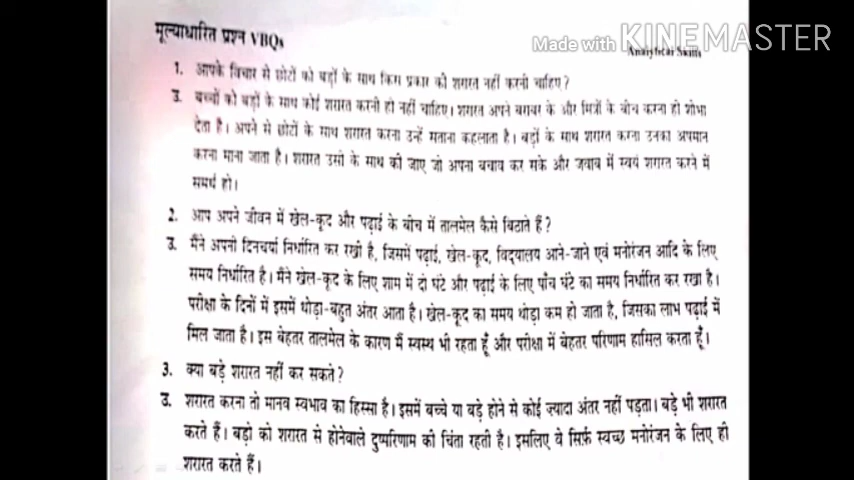 मूल्याधारित प्रश्न VBQs
Made with KINEMASTER
Analytical Skills
1. आपके विचार से छोटों को बड़ों के साथ किस प्रकार की शरारत नहीं करनी चाहिए?
उ. बच्चों को बड़ों के साथ कोई शरारत करनी ही नहीं चाहिए। शरारत अपने बराबर के और मित्रों के बीच करना ही शोभा
देता है। अपने से छोटों के साथ शरारत करना उन्हें सताना कहलाता है। बड़ों के साथ शरारत करना उनका अपमान
करना माना जाता है। शरारत उसी के साथ की जाए जो अपना बचाव कर सके और जवाब में स्वयं शरारत करने में
समर्थ हो।
2. आप अपने जीवन में खेल-कूद और पढ़ाई के बीच में तालमेल कैसे बिठाते हैं?
उ. मैंने अपनी दिनचर्या निर्धारित कर रखी है, जिसमें पढ़ाई, खेल-कूद, विद्यालय आने-जाने एवं मनोरंजन आदि के लिए
समय निर्धारित है। मैंने खेल-कूद के लिए शाम में दो घंटे और पढ़ाई के लिए पाँच घंटे का समय निर्धारित कर रखा है।
परीक्षा के दिनों में इसमें थोड़ा-बहुत अंतर आता है। खेल-कूद का समय थोड़ा कम हो जाता है, जिसका लाभ पढ़ाई में
मिल जाता है। इस बेहतर तालमेल के कारण मैं स्वस्थ भी रहता हूँ और परीक्षा में बेहतर परिणाम हासिल करता हूँ।
3. क्या बड़े शरारत नहीं कर सकते?
उ. शरारत करना तो मानव स्वभाव का हिस्सा है। इसमें बच्चे या बड़े होने से कोई ज़्यादा अंतर नहीं पड़ता। बड़े भी शरारत
करते हैं। बड़ों को शरारत से होनेवाले दुष्परिणाम की चिंता रहती है। इसलिए वे सिर्फ़ स्वच्छ मनोरंजन के लिए ही
शरारत करते हैं।